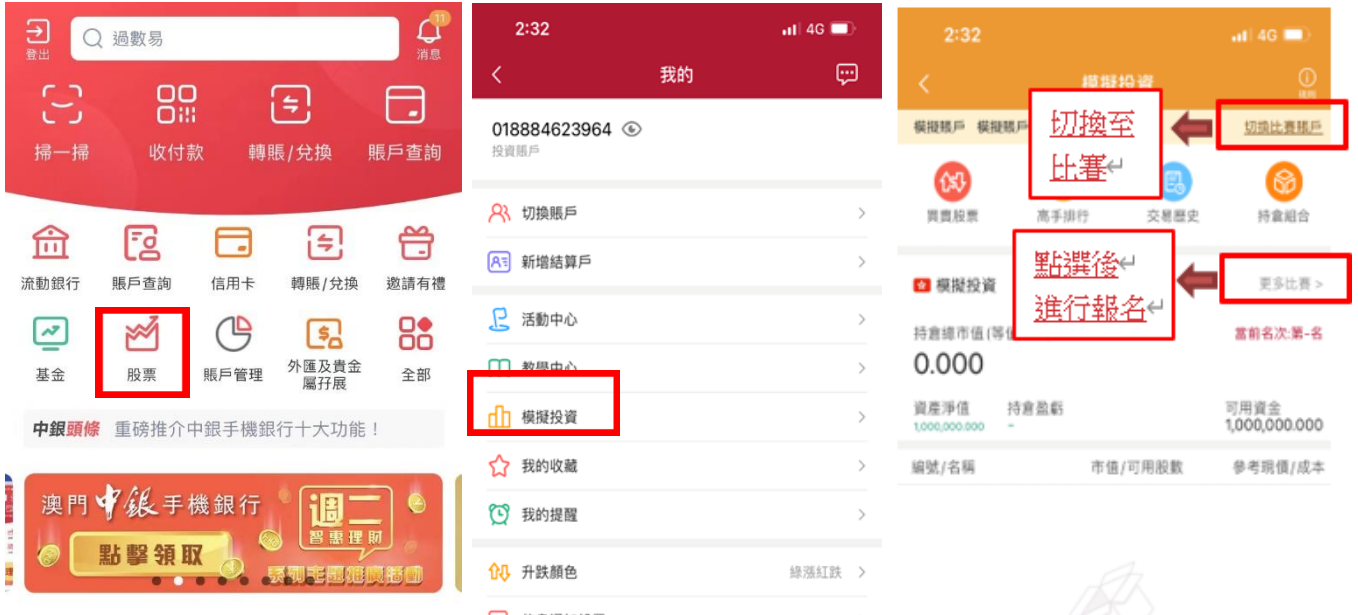 過數易
11
登出
消息
掃一掃
收付款
轉賬/兌換
賬戶查詢
流動銀行
賬戶查詢
信用卡
轉賬/兌換
邀請有禮
基金
股票
賬戶管理
外匯及貴金
屬孖展
全部
中銀頭條 重磅推介中銀手機銀行十大功能！
澳門中銀手機銀行
點擊領取
週二
智惠理財
2:32
4G
我的
018884623964
投資賬戶
切換賬戶
新增結算戶
活動中心
教學中心
模擬投資
我的收藏
我的提醒
升跌顏色
綠漲紅跌
2:32
4G
模擬投資
模擬賬戶 模擬賬戶
切換至
比賽
切換比賽賬戶
買賣股票
高手排行
交易歷史
持倉組合
模擬投資
點選後
進行報名
更多比賽 >
持倉總市值(等值
當前名次:第-名
0.000
資產淨值
持倉盈虧
可用資金
1,000,000.000
-
1,000,000.000
編號/名稱
市值/可用股數
參考現價/成本